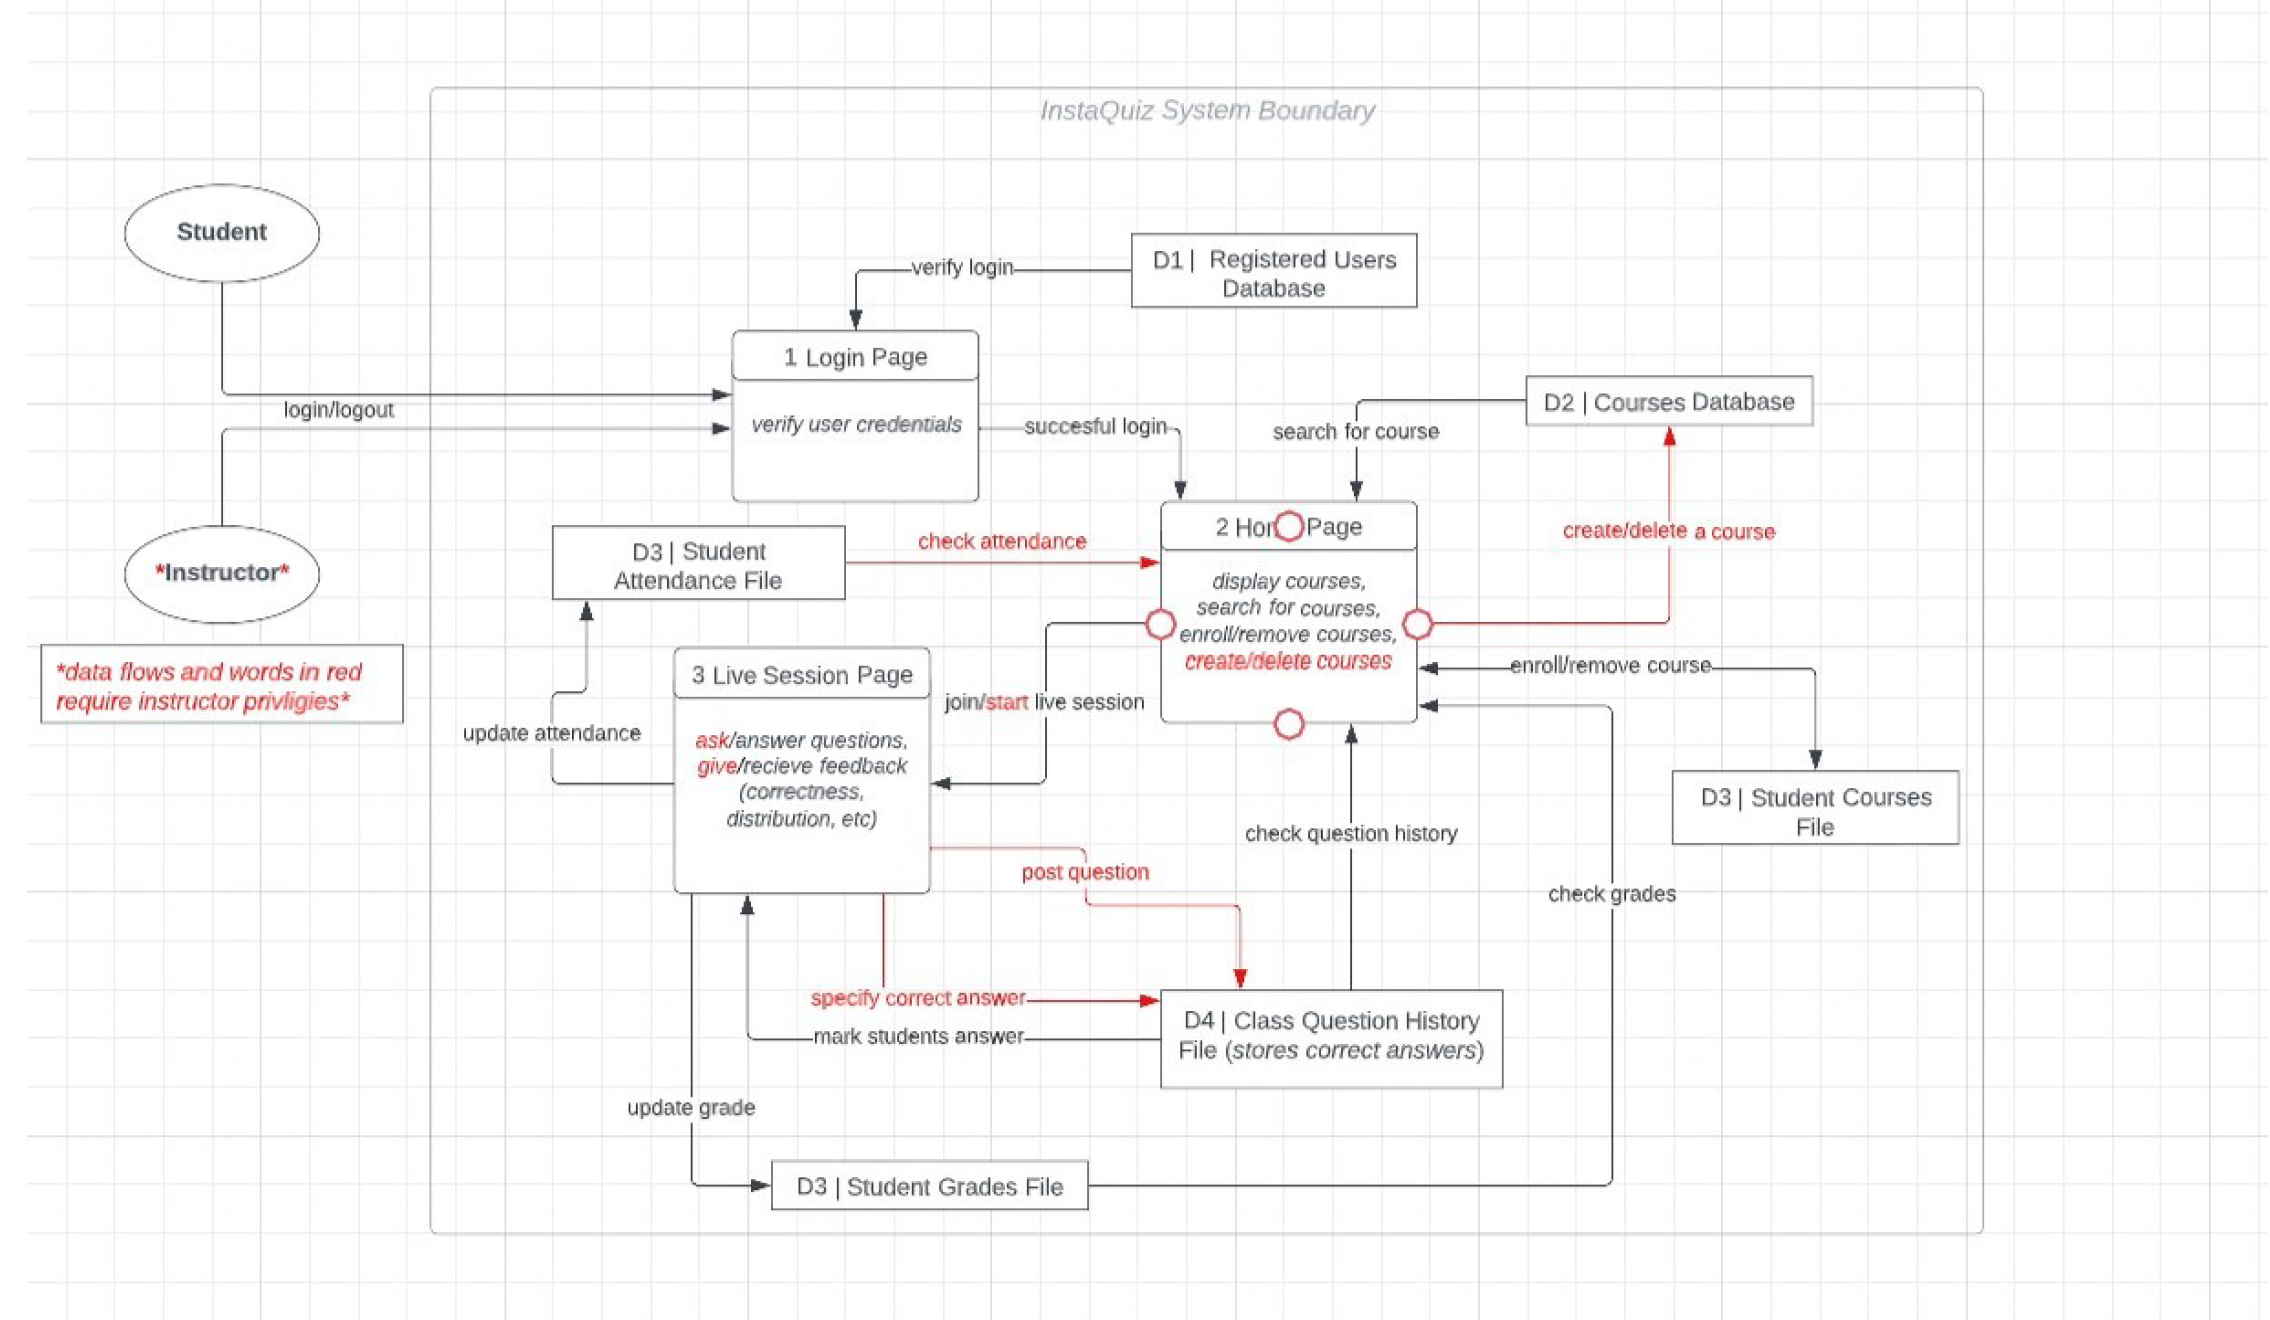 InstaQuiz System Boundary
Student
D1 | Registered Users
Database
verify login
1 Login Page
verify user credentials
login/logout
succesful login
D2 | Courses Database
search for course
*Instructor*
*data flows and words in red
require instructor privligies*
D3 | Student
Attendance File
check attendance
2 Hom Page
display courses,
search for courses,
enroll/remove courses,
create/delete courses
create/delete a course
enroll/remove course
3 Live Session Page
ask/answer questions,
give/recieve feedback
(correctness,
distribution, etc)
join/start live session
update attendance
D3 | Student Courses
File
check question history
post question
check grades
specify correct answer
mark students answer
D4 | Class Question History
File (stores correct answers)
update grade
D3 | Student Grades File